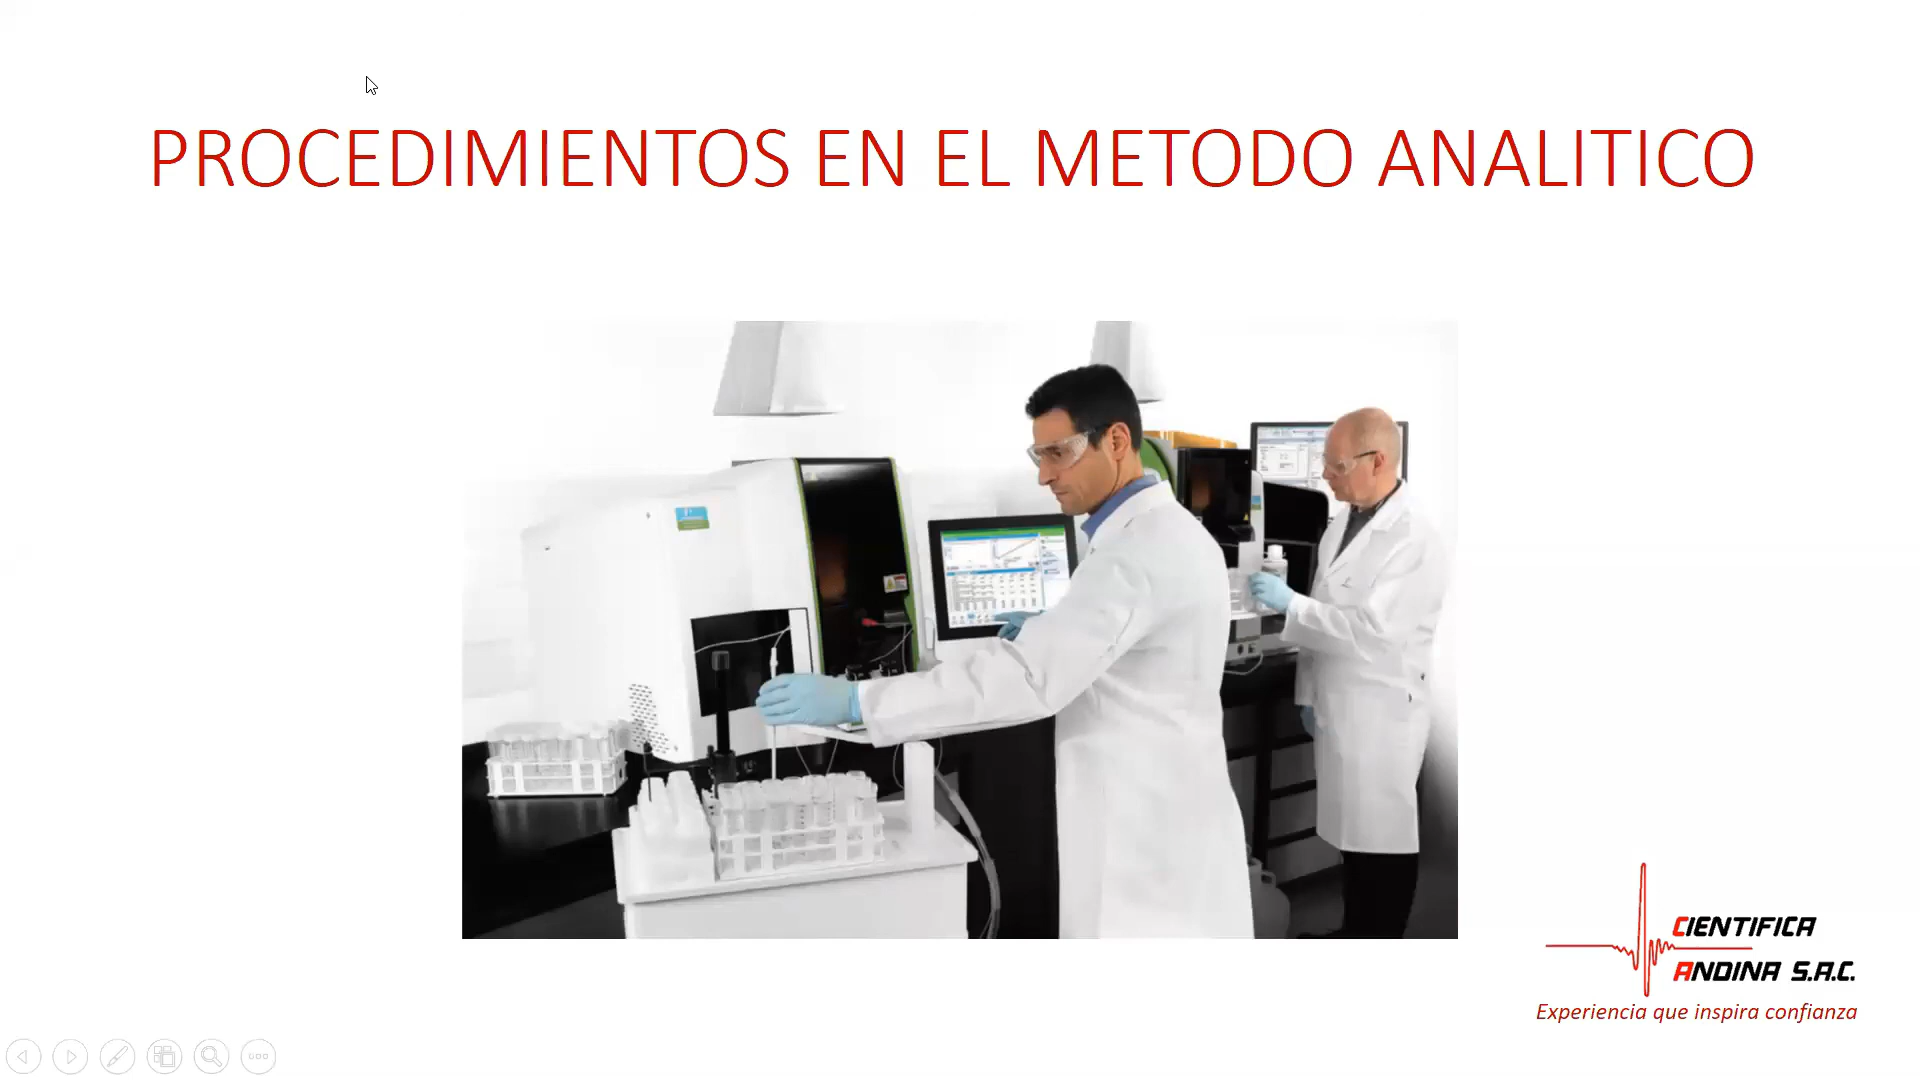 PROCEDIMIENTOS EN EL METODO ANALITICO
CIENTIFICA
ANDINA S.A.C.
Experiencia que inspira confianza